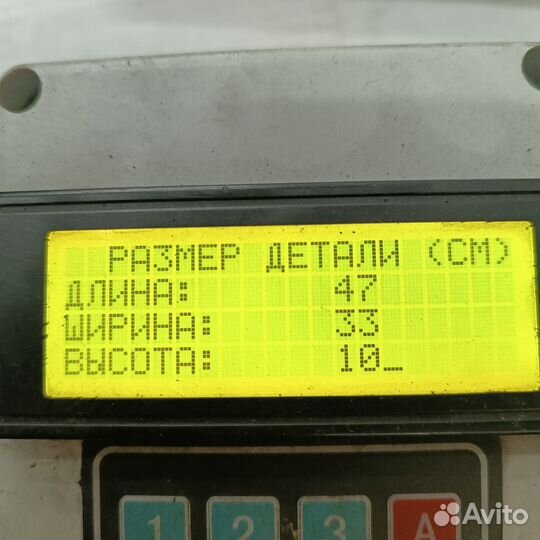 РАЗМЕР ДЕТАЛИ (СМ)
ДЛИНА: 47
ШИРИНА: 33
ВЫСОТА: 10_
1 2 3 A
Avito